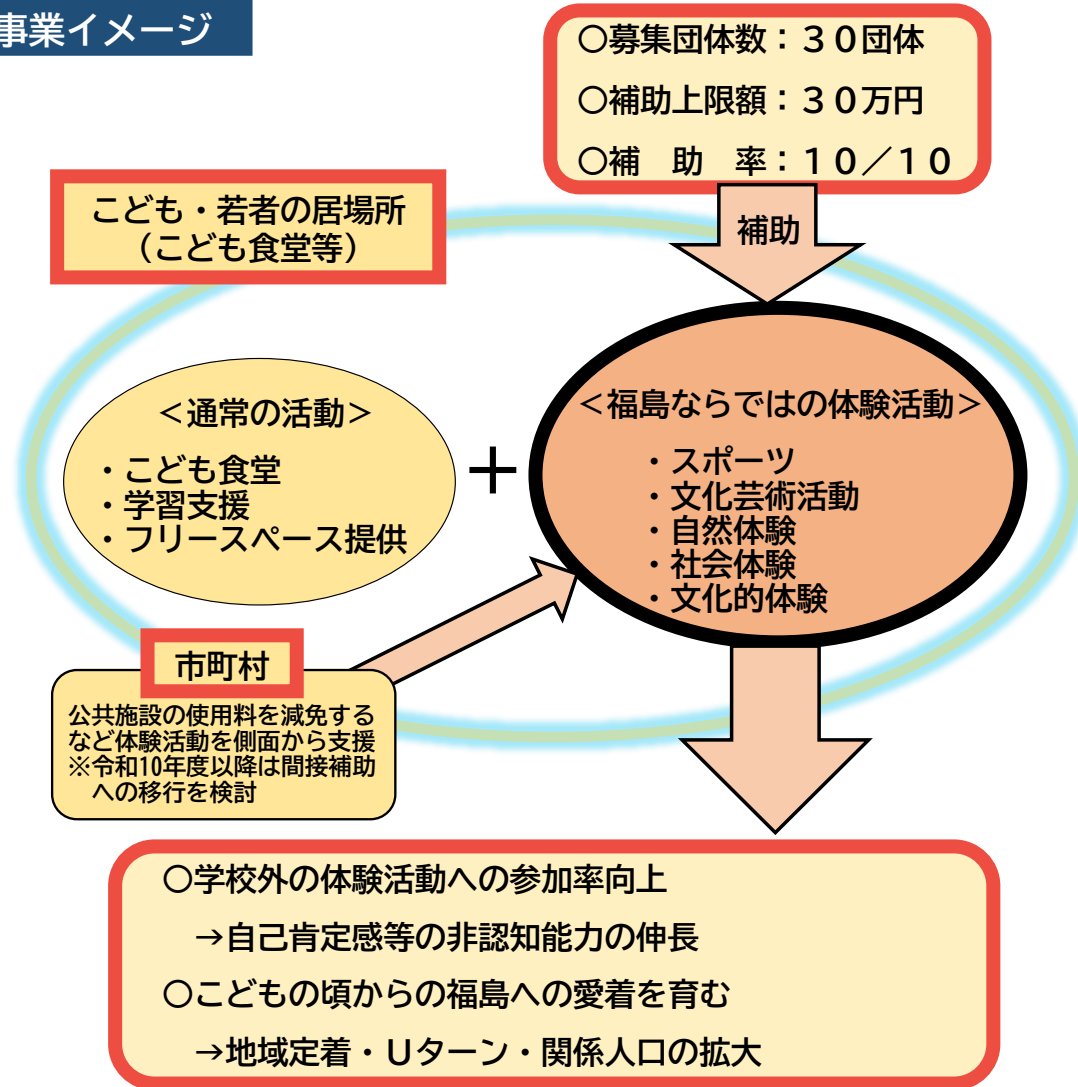 事業イメージ
○募集団体数：３０団体
○補助上限額：３０万円
○補　助　率：１０／１０
補助
こども・若者の居場所
（こども食堂等）
＜通常の活動＞
・こども食堂
・学習支援
・フリースペース提供
＋
＜福島ならではの体験活動＞
・スポーツ
・文化芸術活動
・自然体験
・社会体験
・文化的体験
市町村
公共施設の使用料を減免する
など体験活動を側面から支援
※令和10年度以降は間接補助
への移行を検討
○学校外の体験活動への参加率向上
→自己肯定感等の非認知能力の伸長
○こどもの頃からの福島への愛着を育む
→地域定着・Ｕターン・関係人口の拡大